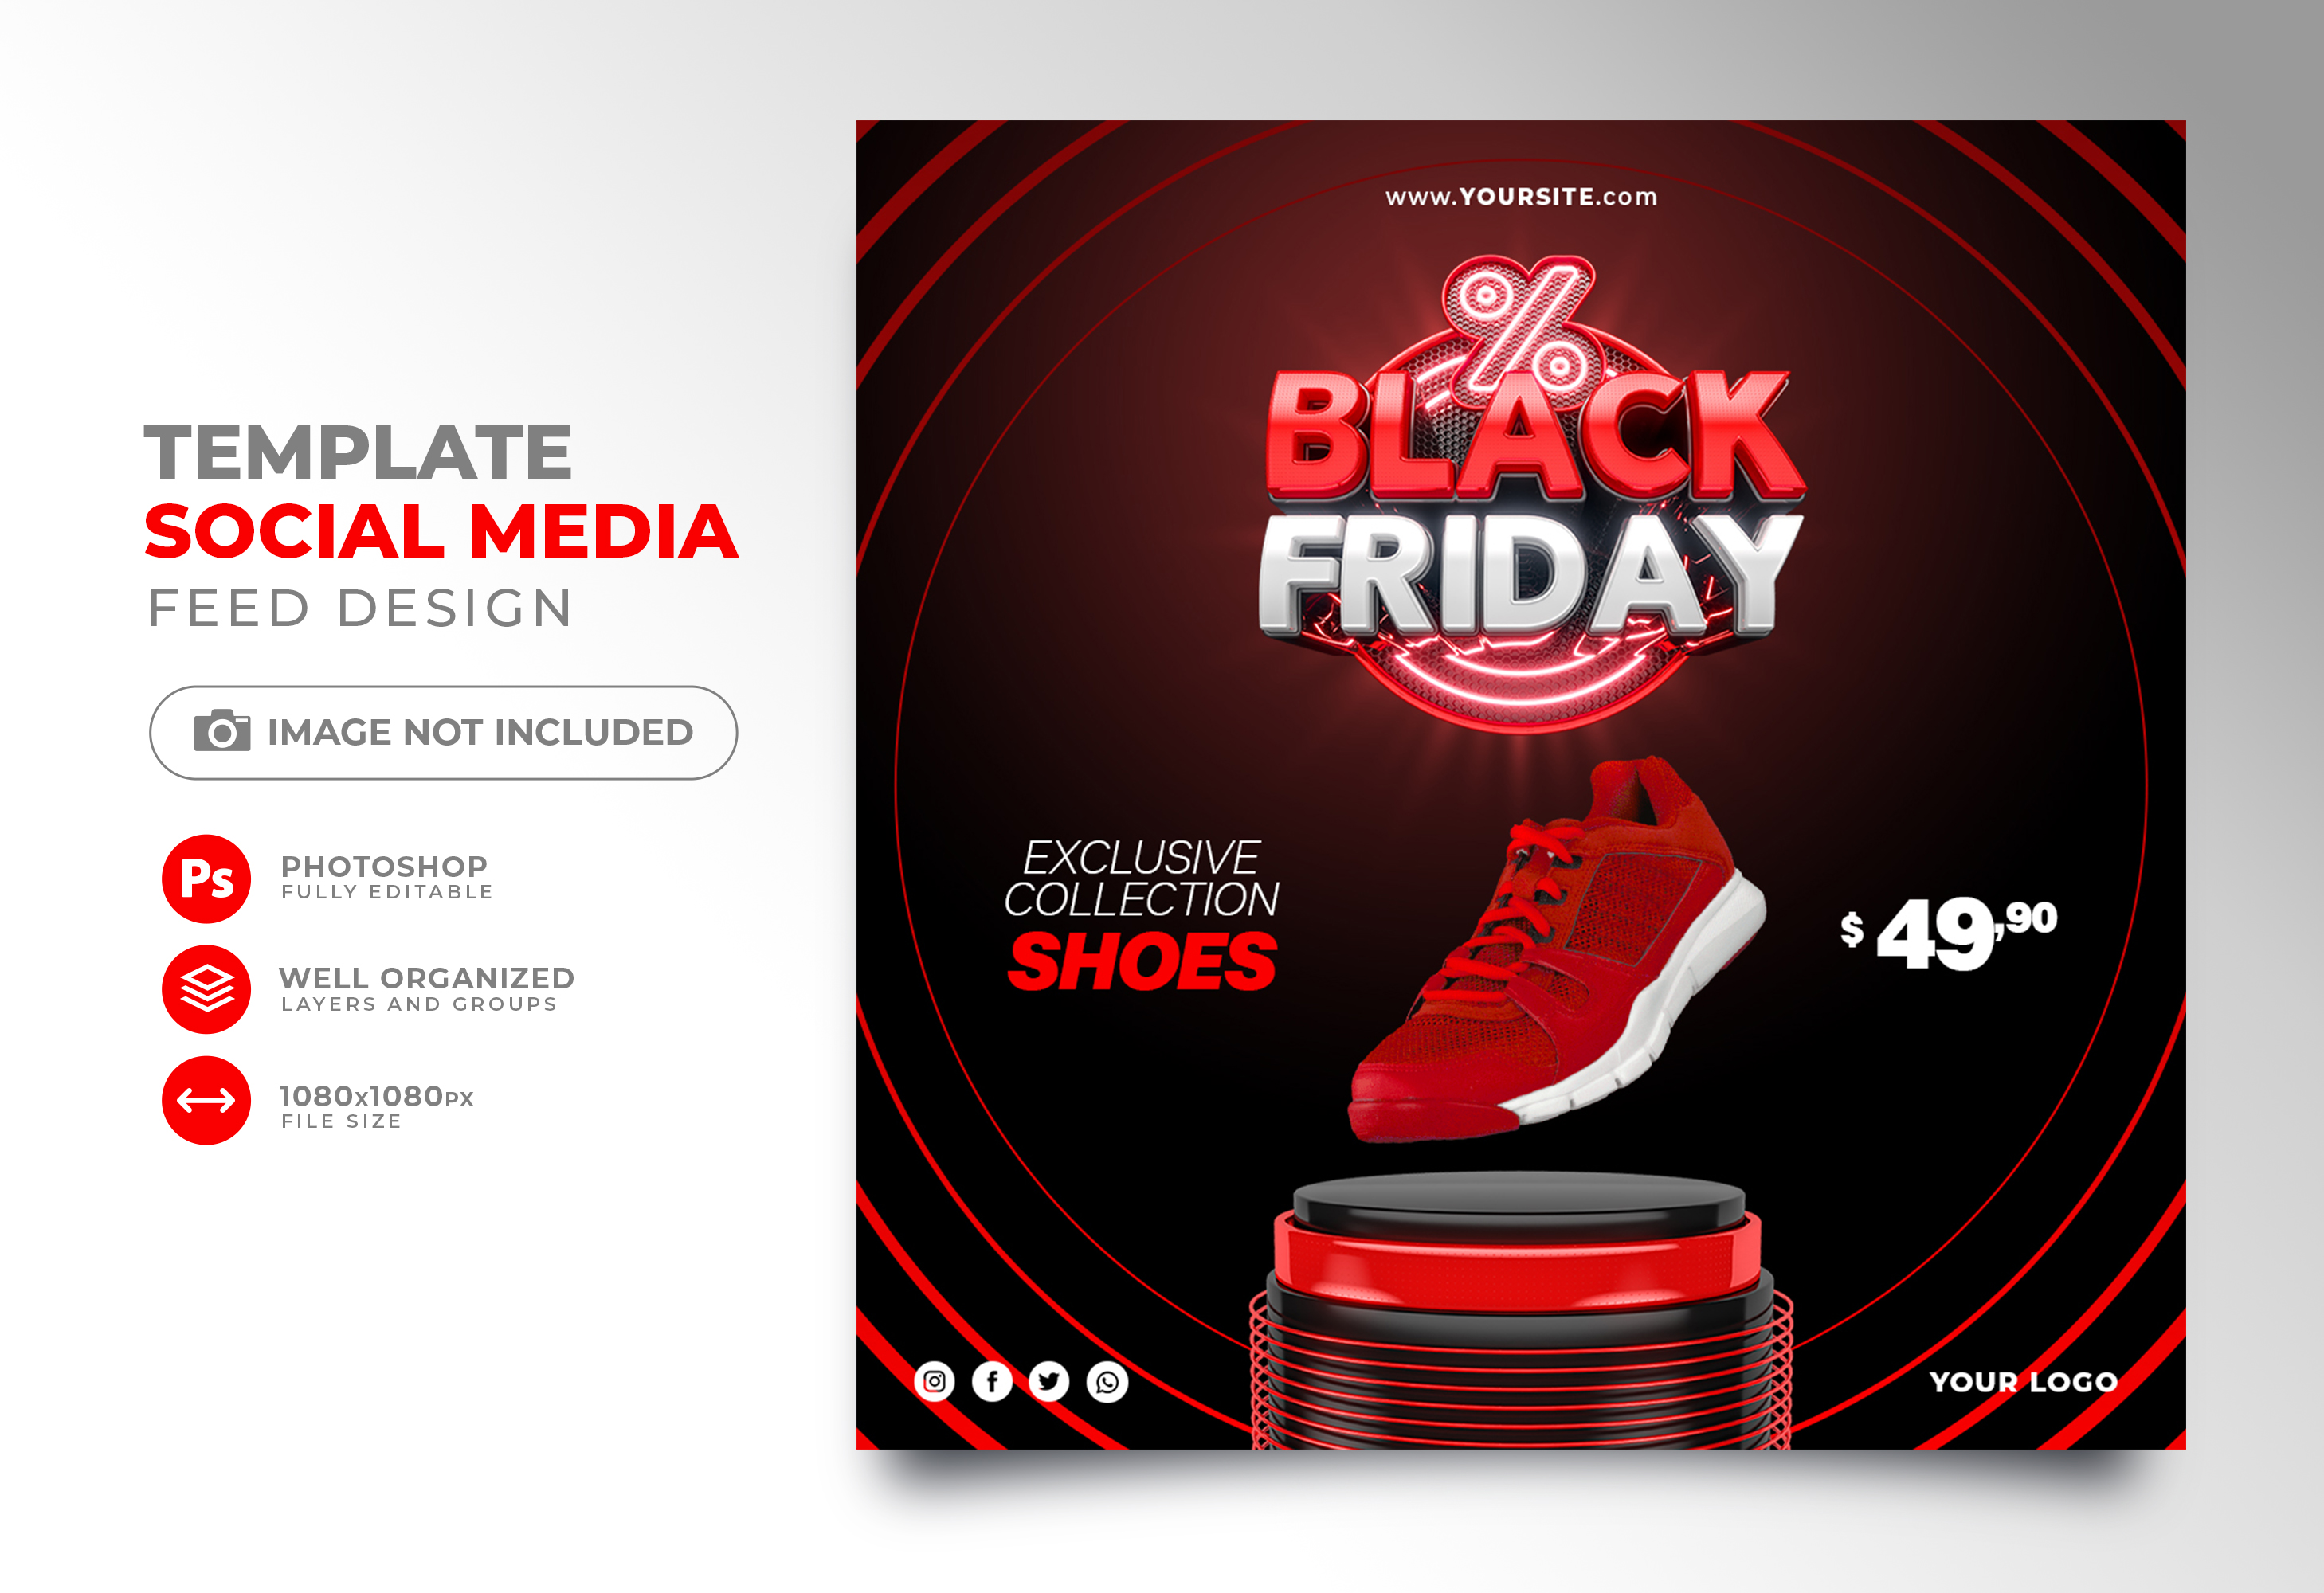 TEMPLATE
SOCIAL MEDIA
FEED DESIGN
IMAGE NOT INCLUDED
Ps
PHOTOSHOP
FULLY EDITABLE
WELL ORGANIZED
LAYERS AND GROUPS
1080x1080PX
FILE SIZE
www.YOURSITE.com
%
BLACK
FRIDAY
EXCLUSIVE
COLLECTION
SHOES
$ 49,90
YOUR LOGO